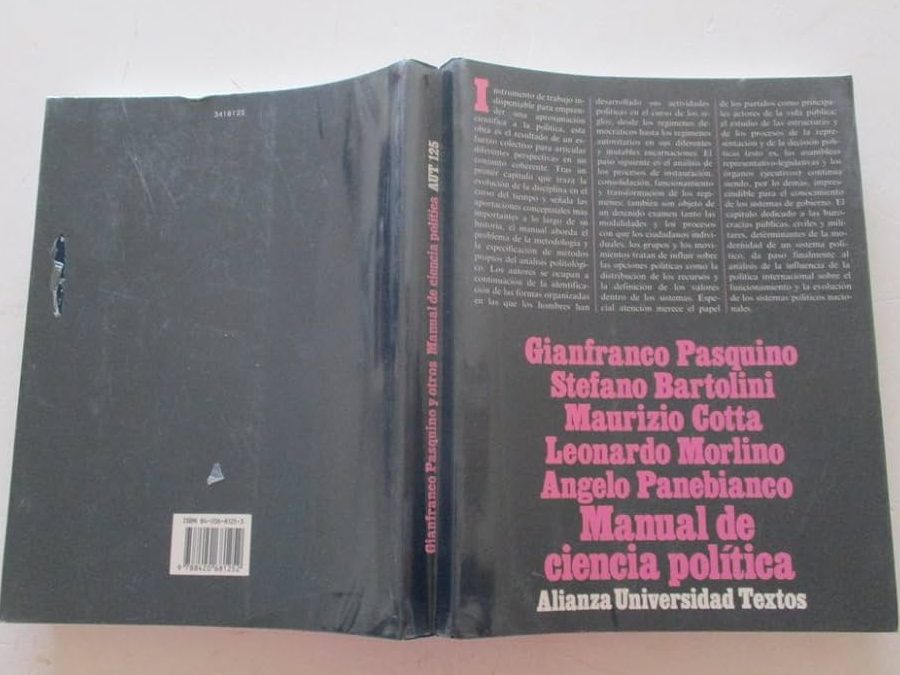 3418125
ISBN 84-206-8125-3
9 788420 681252
Gianfranco Pasquino y otros Manual de ciencia política AUT 125
Instrumento de trabajo in-
dispensable para empren-
der una aproximación
científica a la política, esta
obra es el resultado de un es-
fuerzo colectivo para articular
diferentes perspectivas en un
conjunto coherente. Tras un
primer capítulo que traza la
evolución de la disciplina en el
curso del tiempo y señala las
aportaciones conceptuales más
importantes a lo largo de su
historia, el manual aborda el
problema de la metodología y
la especificación de métodos
propios del análisis politológi-
co. Los autores se ocupan a
continuación de la identifica-
ción de las formas organizadas
en las que los hombres han
desarrollado sus actividades
políticas en el curso de los si-
glos, desde los regímenes de-
mocráticos hasta los regímenes
autoritarios en sus diferentes
y mutables encarnaciones. El
paso siguiente es el análisis de
los procesos de instauración,
consolidación, funcionamiento
y transformación de los regí-
menes; también son objeto de
un detenido examen tanto las
modalidades y los procesos
con que los ciudadanos indivi-
duales, los grupos y los movi-
mientos tratan de influir sobre
las opciones políticas como la
distribución de los recursos y
la definición de los valores
dentro de los sistemas. Espe-
cial atención merece el papel
de los partidos como principa-
les actores de la vida pública;
el estudio de las estructuras y
de los procesos de la repre-
sentación y de la decisión polí-
ticas (esto es, las asambleas
representativo-legislativas y los
órganos ejecutivos) continúa
siendo, por lo demás, impres-
cindible para el conocimiento
de los sistemas de gobierno. El
capítulo dedicado a las buro-
cracias públicas, civiles y mili-
tares, determinantes de la mo-
dernidad de un sistema polí-
tico, da paso finalmente al
análisis de la influencia de la
política internacional sobre el
funcionamiento y la evolución
de los sistemas políticos nacio-
nales.
Gianfranco Pasquino
Stefano Bartolini
Maurizio Cotta
Leonardo Morlino
Angelo Panebianco
Manual de
ciencia política
Alianza Universidad Textos